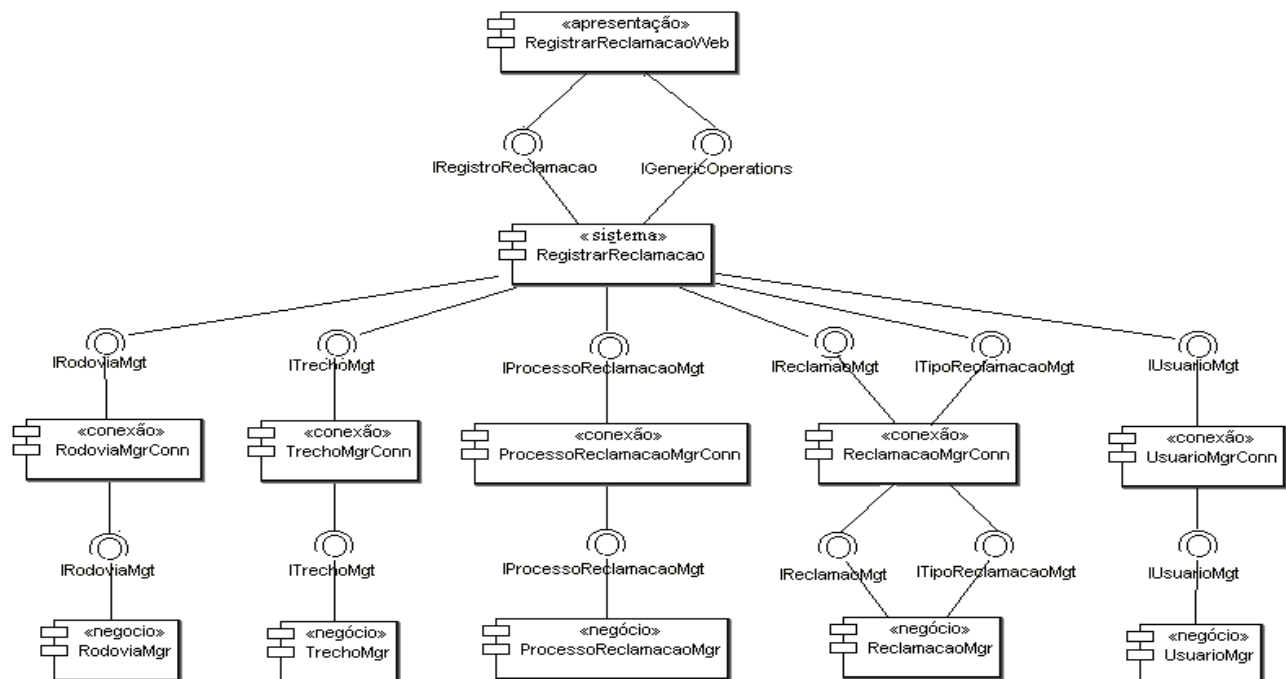 «apresentação»
RegistrarReclamacaoWeb
IRegistroReclamacao
IGenericOperations
«sistema»
RegistrarReclamacao
IRodoviaMgt
ITrechoMgt
IProcessoReclamacaoMgt
IReclamaoMgt
ITipoReclamacaoMgt
IUsuarioMgt
«conexão»
RodoviaMgrConn
«conexão»
TrechoMgrConn
«conexão»
ProcessoReclamacaoMgrConn
«conexão»
ReclamacaoMgrConn
«conexão»
UsuarioMgrConn
IRodoviaMgt
ITrechoMgt
IProcessoReclamacaoMgt
IReclamaoMgt
ITipoReclamacaoMgt
IUsuarioMgt
«negocio»
RodoviaMgr
«negócio»
TrechoMgr
«negócio»
ProcessoReclamacaoMgr
«negócio»
ReclamacaoMgr
«negócio»
UsuarioMgr